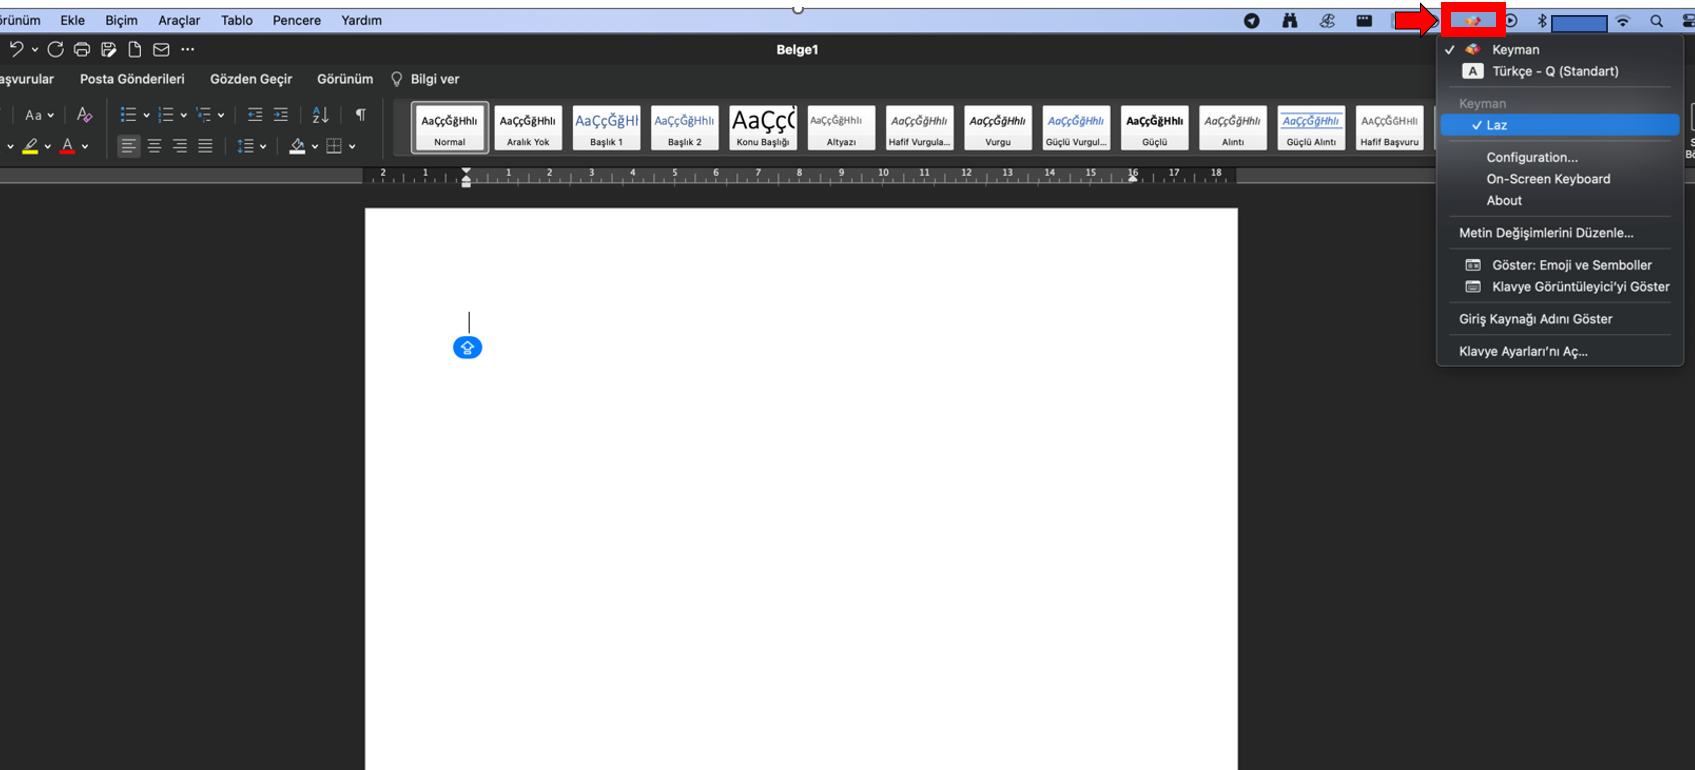 Ekle Biçim Araçlar Tablo Pencere Yardım
Belge1
Posta Gönderileri Gözden Geçir Görünüm Bilgi ver
Aa
A
AaÇçĞğHhIı AaÇçĞğHhIı AaÇçĞğHl AaÇçĞğHhIı AaÇçĞ AaÇçĞğHhIı AaÇçĞğHhIı AaÇçĞğHhIı AaÇçĞğHhIı AaÇçĞğHhIı AaÇçĞğHhIı AaÇçĞğHhIı AaÇçĞğHhIı
Normal Aralık Yok Başlık 1 Başlık 2 Konu Başlığı Altyazı Hafif Vurgula... Vurgu Güçlü Vurgul... Güçlü Alıntı Güçlü Alıntı Hafif Başvuru
2 1 1 2 3 4 5 6 7 8 9 10 11 12 13 14 15 16 17 18
Keyman
A Türkçe - Q (Standart)
Keyman
Laz
Configuration...
On-Screen Keyboard
About
Metin Değişimlerini Düzenle...
Göster: Emoji ve Semboller
Klavye Görüntüleyici'yi Göster
Giriş Kaynağı Adını Göster
Klavye Ayarları'nı Aç...